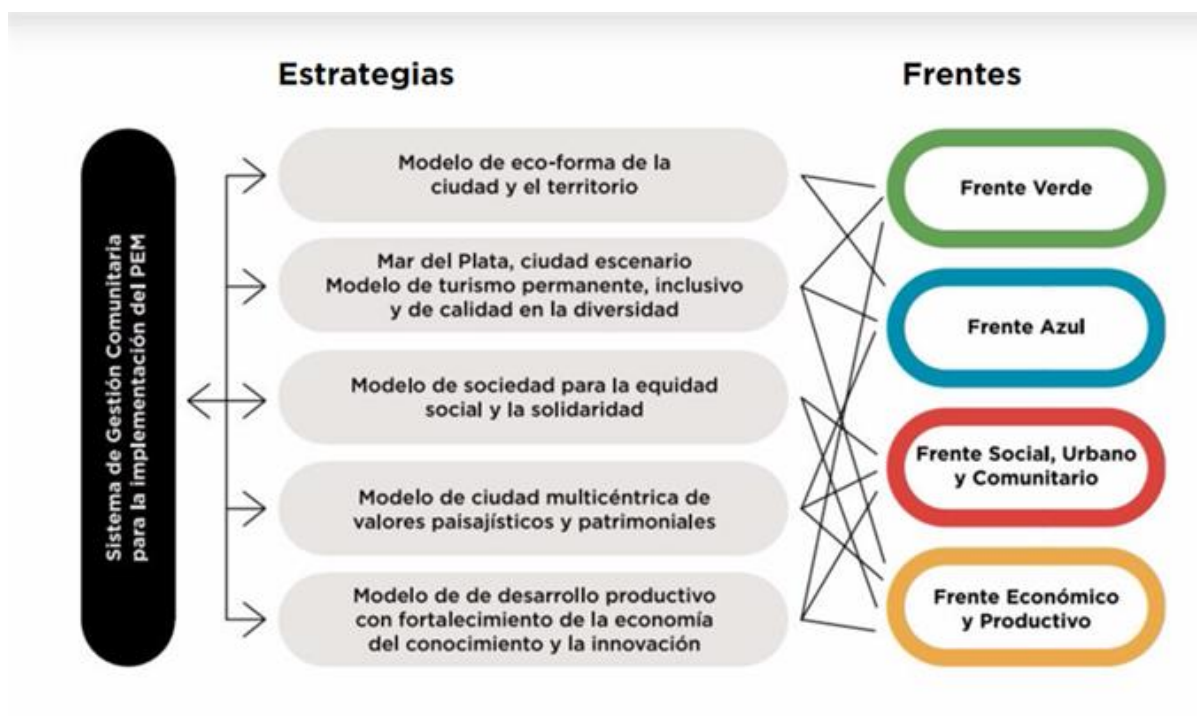 Estrategias
Frentes
Sistema de Gestión Comunitaria
para la implementación del PEM
Modelo de eco-forma de la
ciudad y el territorio
Mar del Plata, ciudad escenario
Modelo de turismo permanente, inclusivo
y de calidad en la diversidad
Modelo de sociedad para la equidad
social y la solidaridad
Modelo de ciudad multicéntrica de
valores paisajísticos y patrimoniales
Modelo de de desarrollo productivo
con fortalecimiento de la economía
del conocimiento y la innovación
Frente Verde
Frente Azul
Frente Social, Urbano
y Comunitario
Frente Económico
y Productivo